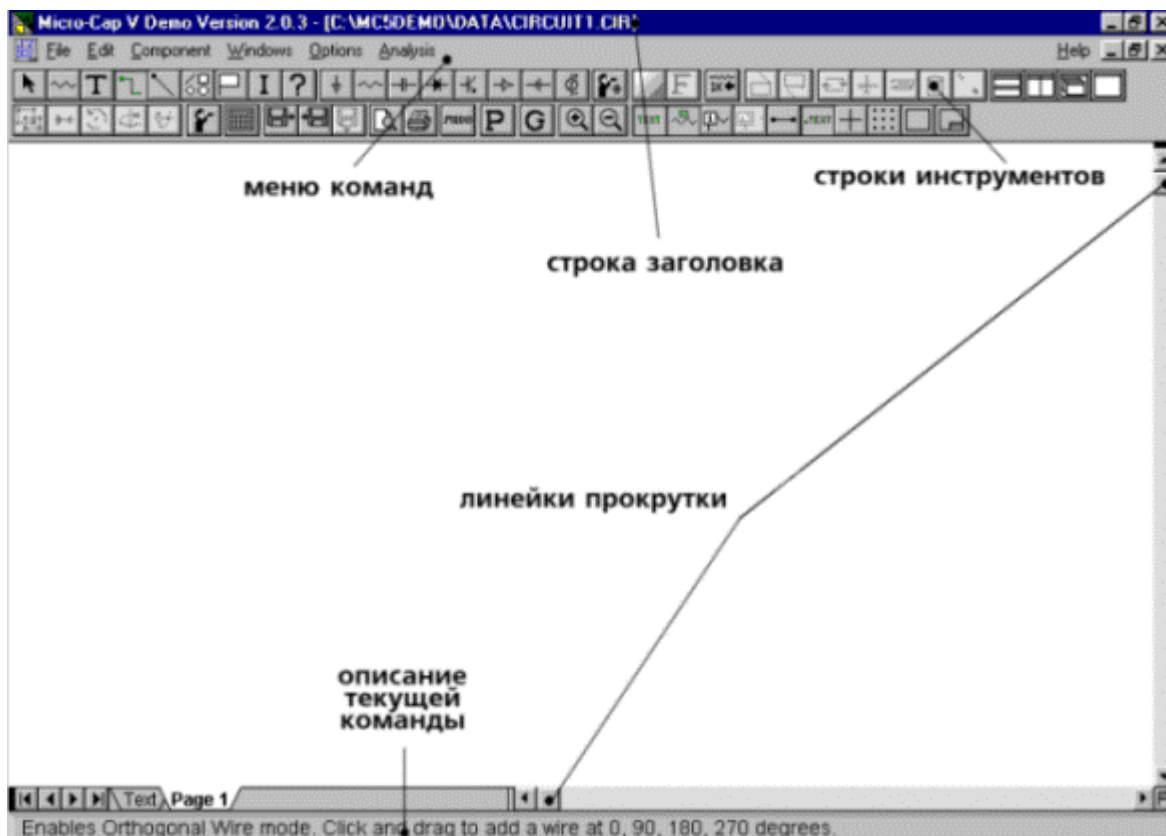 Micro-Cap V Demo Version 2.0.3 - [C:\MC5DEMO\DATA\CIRCUIT1.CIR]
File Edit Component Windows Options Analysis Help
T I ?
F
P G TEXT
меню команд
строки инструментов
строка заголовка
линейки прокрутки
описание
текущей
команды
Text Page 1
Enables Orthogonal Wire mode. Click and drag to add a wire at 0, 90, 180, 270 degrees.